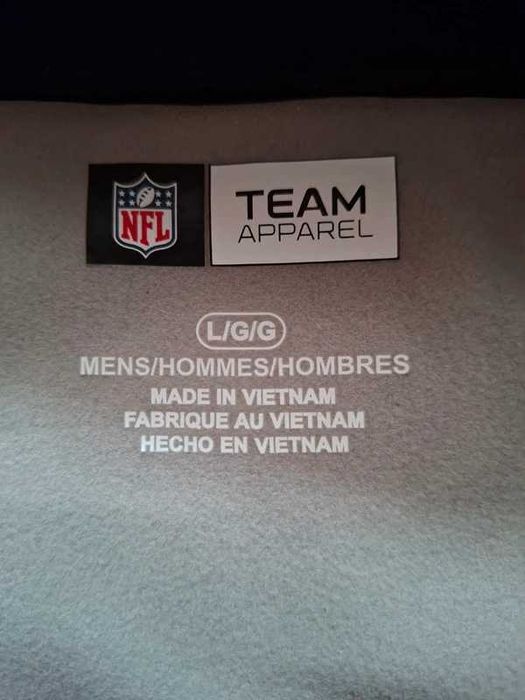 NFL
TEAM
APPAREL
L/G/G
MENS/HOMMES/HOMBRES
MADE IN VIETNAM
FABRIQUE AU VIETNAM
HECHO EN VIETNAM